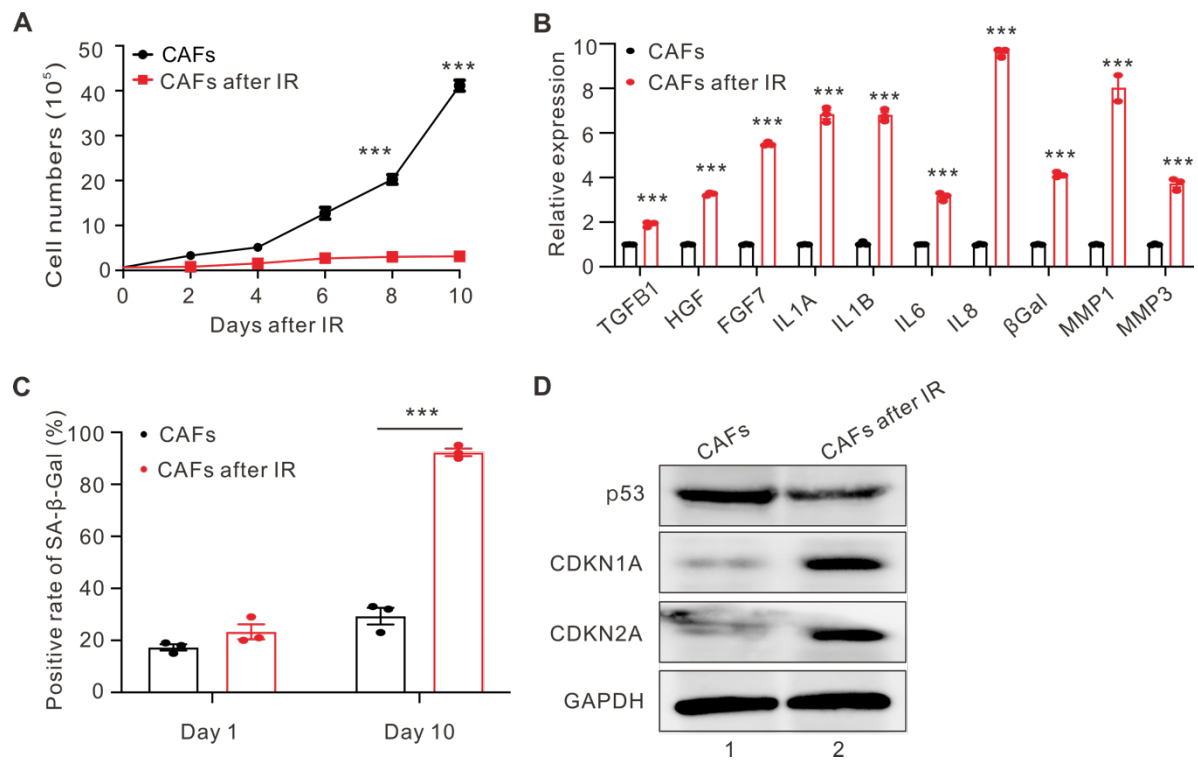 A
Cell numbers (10⁵)
50
40
30
20
10
0
CAFs
CAFs after IR
***
***
0 2 4 6 8 10
Days after IR
B
Relative expression
10
8
6
4
2
0
CAFs
CAFs after IR
*** *** *** *** *** *** *** *** *** ***
TGFB1 HGF FGF7 IL1A IL1B IL6 IL8 βGal MMP1 MMP3
C
Positive rate of SA-β-Gal (%)
100
80
60
40
20
0
CAFs
CAFs after IR
***
Day 1 Day 10
D
CAFs CAFs after IR
p53
CDKN1A
CDKN2A
GAPDH
1 2